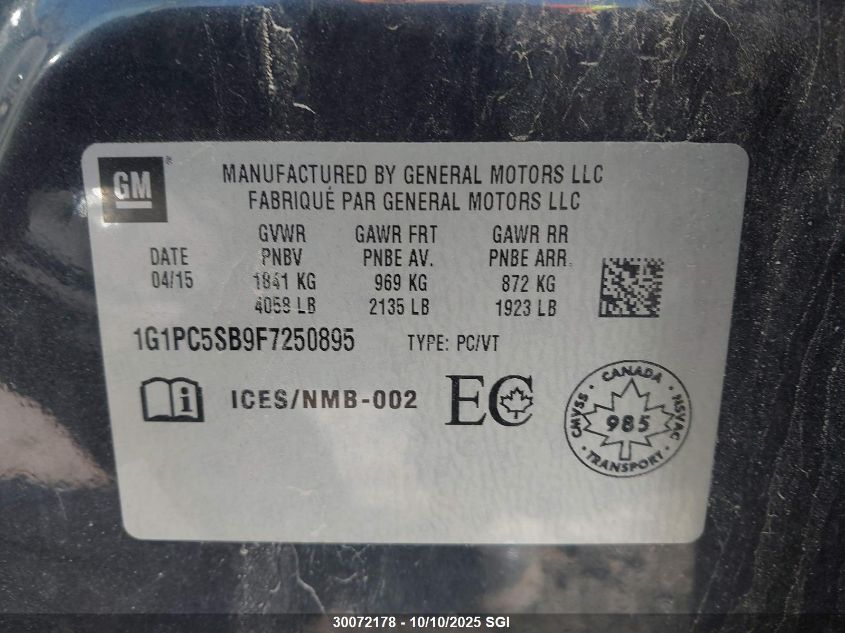 GM
MANUFACTURED BY GENERAL MOTORS LLC
FABRIQUÉ PAR GENERAL MOTORS LLC
DATE
04/15
GVWR
PNBV
1841 KG
4058 LB
GAWR FRT
PNBE AV.
969 KG
2135 LB
GAWR RR
PNBE ARR.
872 KG
1923 LB
1G1PC5SB9F7250895 TYPE: PC/VT
i ICES/NMB-002 EC
CANADA
CMVSS 985 NSVAC
TRANSPORT
30072178 - 10/10/2025 SGI